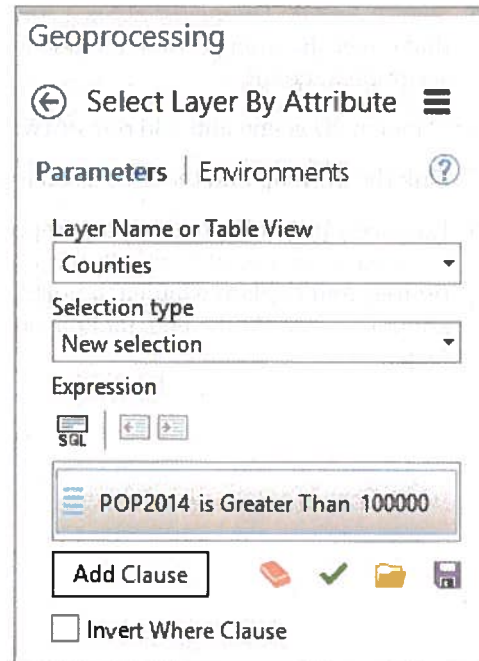 Geoprocessing
Select Layer By Attribute
Parameters | Environments ?
Layer Name or Table View
Counties
Selection type
New selection
Expression
SQL
POP2014 is Greater Than 100000
Add Clause
Invert Where Clause